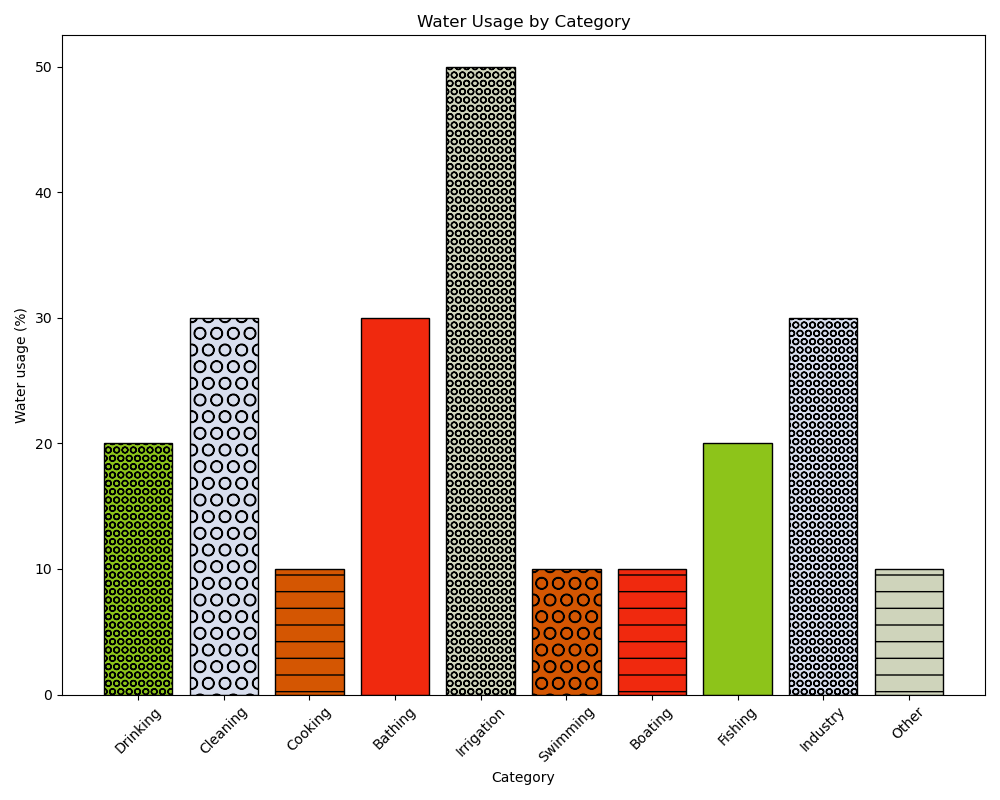 Water Usage by Category
Water usage (%)
50
40
30
20
10
0
Drinking
Cleaning
Cooking
Bathing
Irrigation
Swimming
Boating
Fishing
Industry
Other
Category